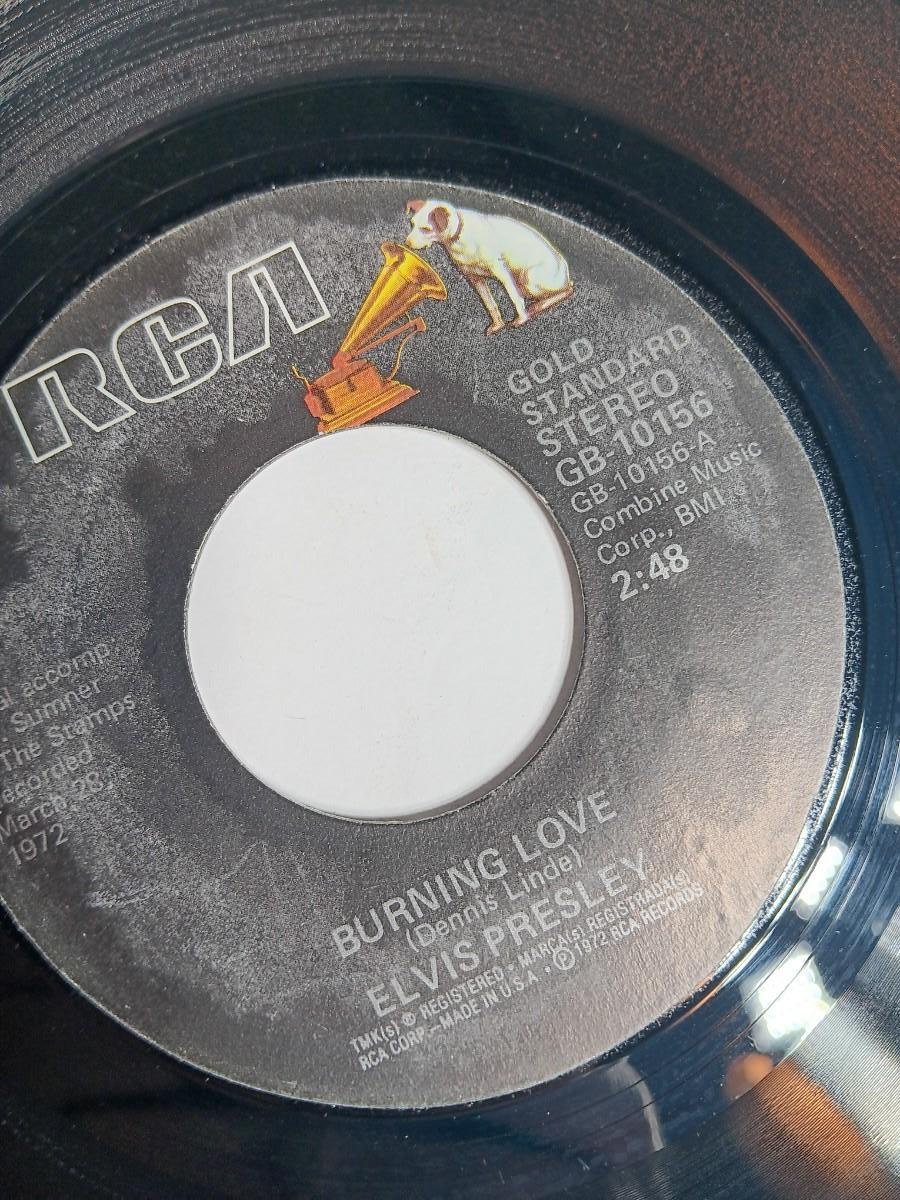 RCA
GOLD
STANDARD
STEREO
GB-10156
GB-10156-A
Combine Music
Corp., BMI
2:48
accomp
Sumner
The Stamps
ecorded
March 28,
1972
BURNING LOVE
(Dennis Linde)
ELVIS PRESLEY
TMK(s) ® REGISTERED • MARCA(s) REGISTRADA(s)
RCA CORP.—MADE IN U.S.A • ℗ 1972 RCA RECORDS